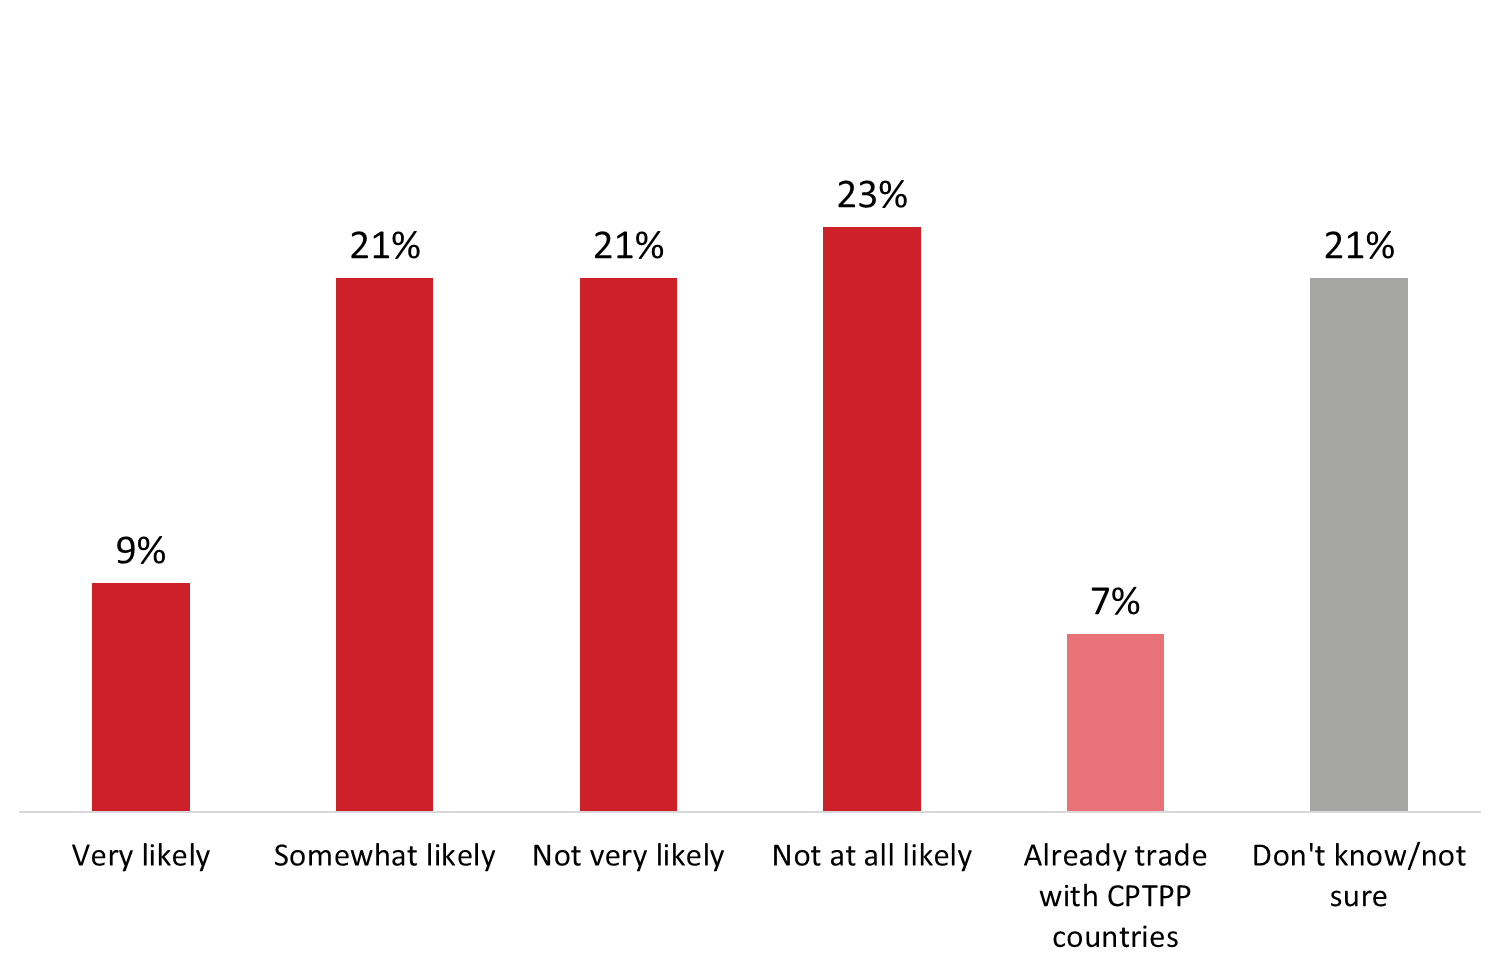 23%
21%
21%
21%
9%
7%
Very likely
Somewhat likely
Not very likely
Not at all likely
Already trade
with CPTPP
countries
Don't know/not
sure